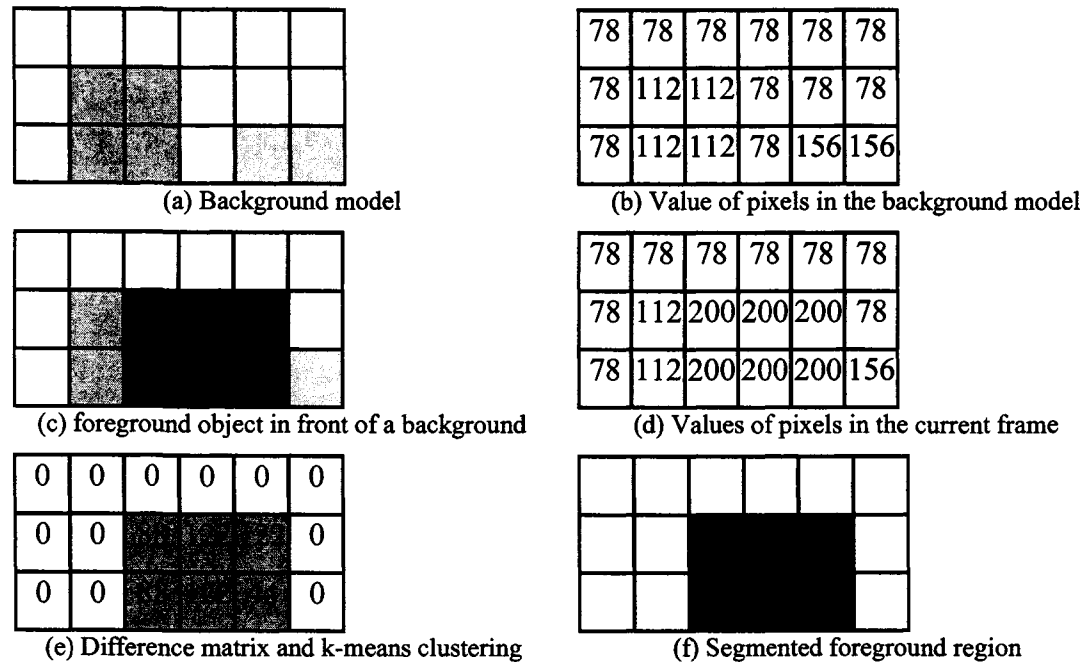 78 78 78 78 78 78
78 112 112 78 78 78
78 112 112 78 156 156
(a) Background model
(b) Value of pixels in the background model
78 78 78 78 78 78
78 112 200 200 200 78
78 112 200 200 200 156
(c) foreground object in front of a background
(d) Values of pixels in the current frame
0 0 0 0 0 0
0 0 0
0 0 0
(e) Difference matrix and k-means clustering
(f) Segmented foreground region